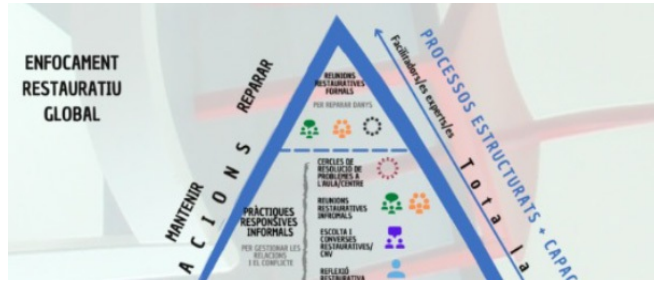 ENFOCAMENT
RESTAURATIU
GLOBAL
REPARAR
MANTENIR
ACIONS
REUNIONS
RESTAURATIVES
FORMALS
PER REPARAR DANYS
CERCLES DE
RESOLUCIÓ DE
PROBLEMES A
L'AULA/CENTRE
PRÀCTIQUES
RESPONSIVES
INFORMALS
PER GESTIONAR LES
RELACIONS
I EL CONFLICTE
REUNIONS
RESTAURATIVES
INFROMALS
ESCOLTA I
CONVERSES
RESTAURATIVES/
CNV
REFLEXIÓ
RESTAURATIVA
Facilitadors/es experts/es
PROCESSOS ESTRUCTURATS + CAPAC
Tota la